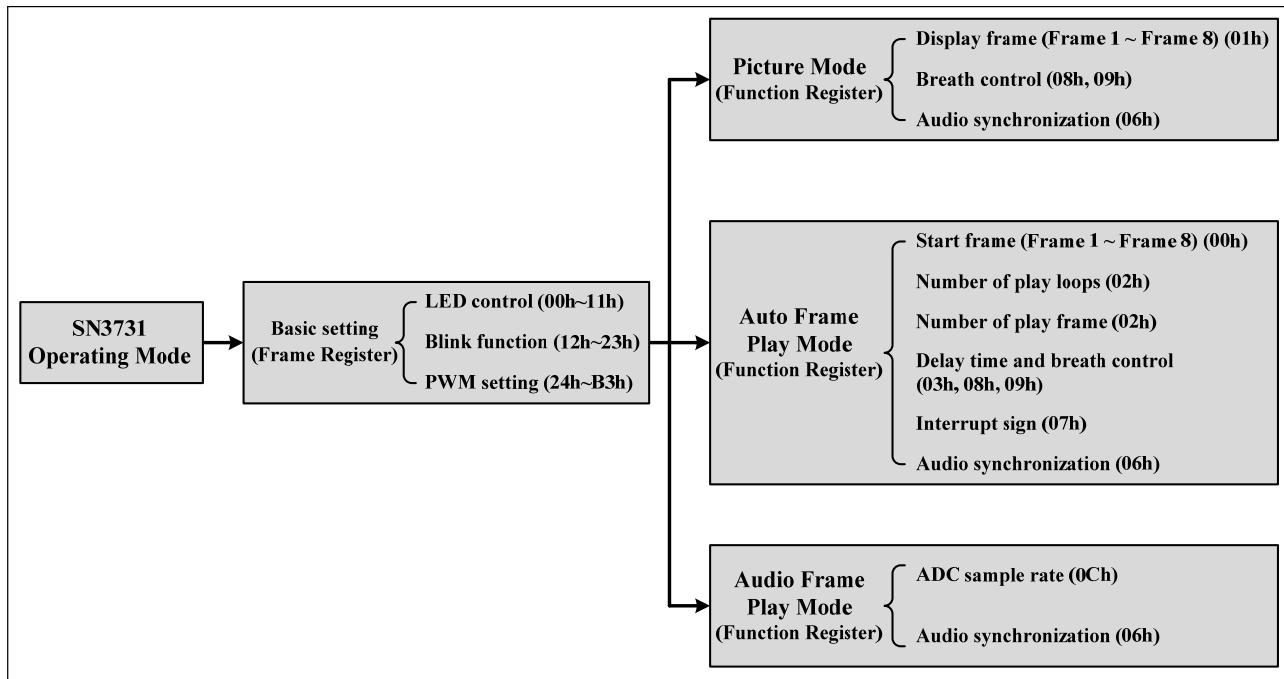 SN3731
Operating Mode
Basic setting
(Frame Register)
LED control (00h~11h)
Blink function (12h~23h)
PWM setting (24h~B3h)
Picture Mode
(Function Register)
Display frame (Frame 1 ~ Frame 8) (01h)
Breath control (08h, 09h)
Audio synchronization (06h)
Auto Frame
Play Mode
(Function Register)
Start frame (Frame 1 ~ Frame 8) (00h)
Number of play loops (02h)
Number of play frame (02h)
Delay time and breath control
(03h, 08h, 09h)
Interrupt sign (07h)
Audio synchronization (06h)
Audio Frame
Play Mode
(Function Register)
ADC sample rate (0Ch)
Audio synchronization (06h)